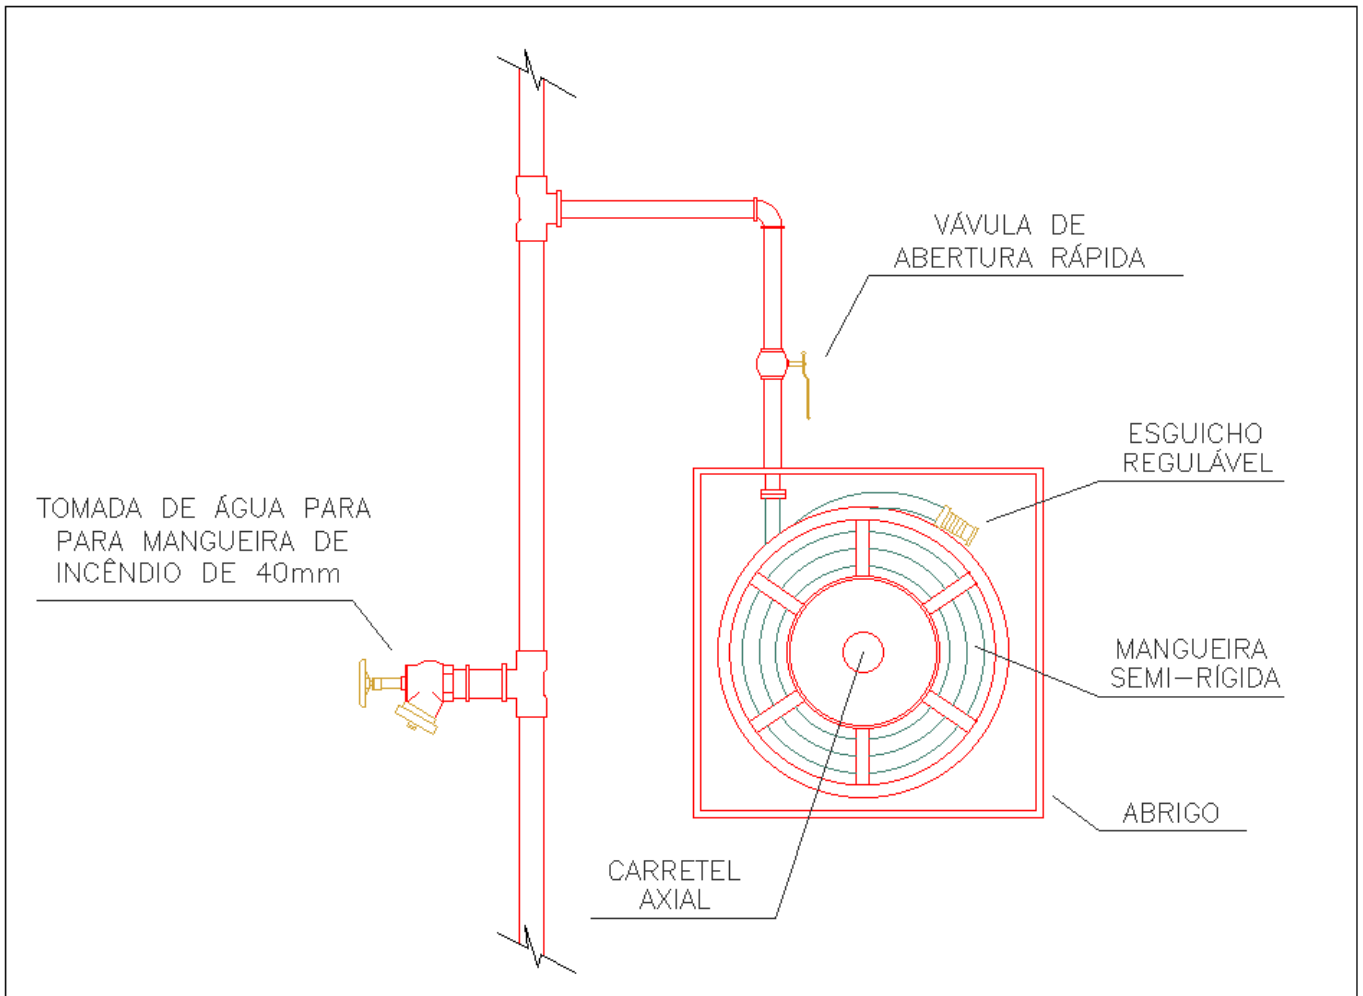 VÁVULA DE
ABERTURA RÁPIDA
ESGUICHO
REGULÁVEL
TOMADA DE ÁGUA PARA
PARA MANGUEIRA DE
INCÊNDIO DE 40mm
MANGUEIRA
SEMI-RÍGIDA
ABRIGO
CARRETEL
AXIAL